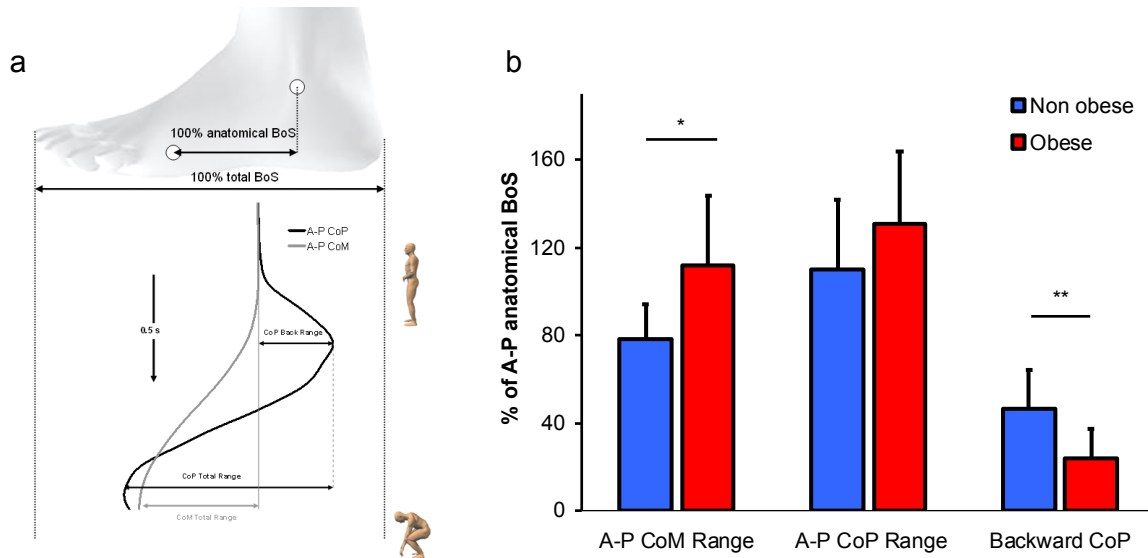 a
100% anatomical BoS
100% total BoS
A-P CoP
A-P CoM
0.5 s
CoP Back Range
CoP Total Range
CoM Total Range
b
% of A-P anatomical BoS
160
120
80
40
0
Non obese
Obese
*
**
A-P CoM Range
A-P CoP Range
Backward CoP